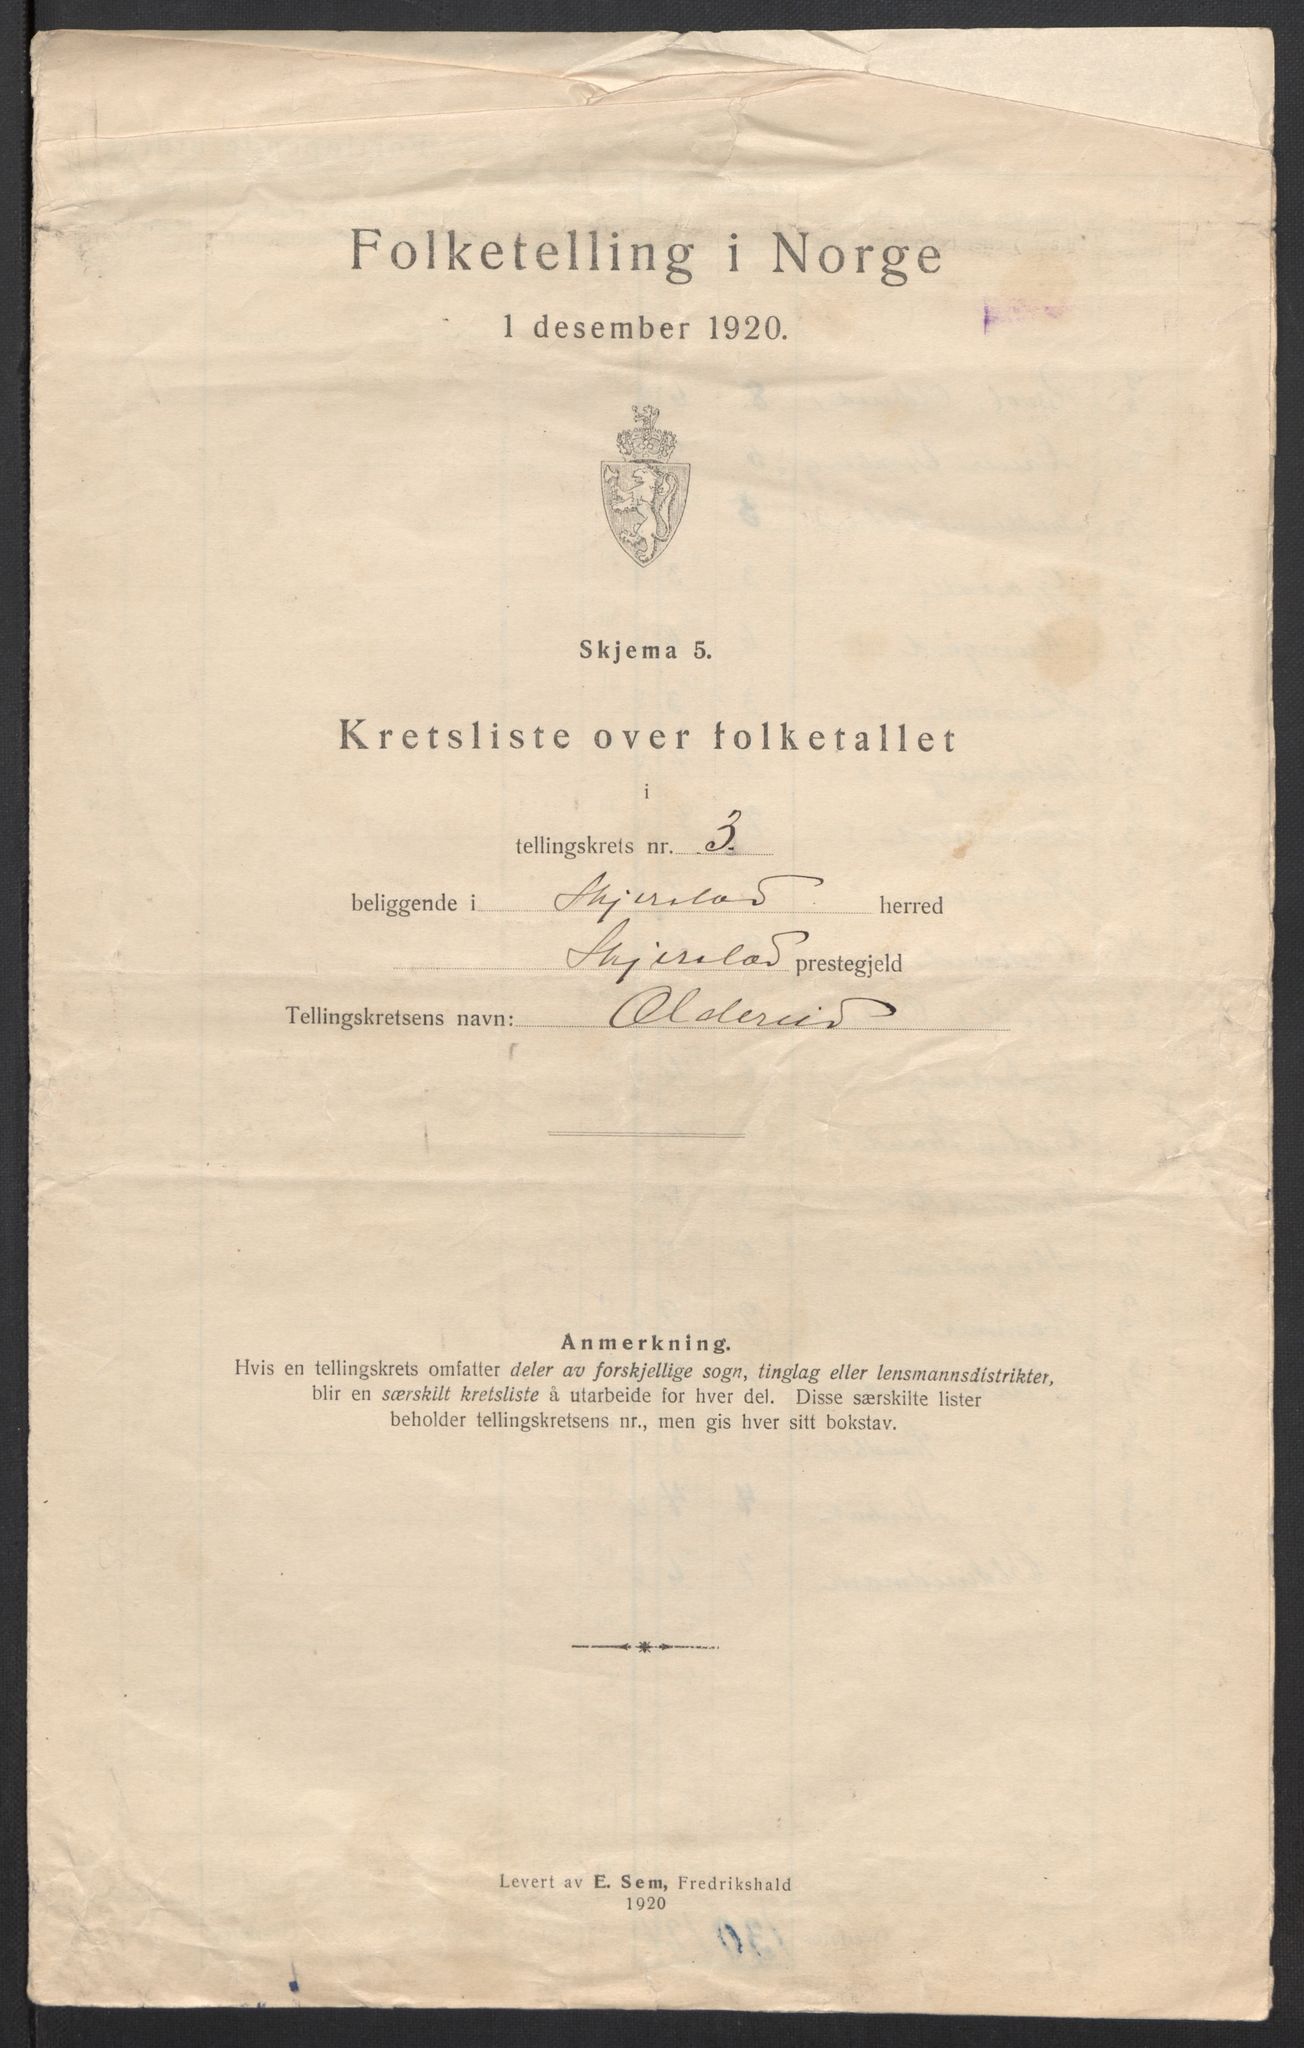 Folketelling i Norge
1 desember 1920.
Skjema 5.
Kretsliste over folketallet
i
tellingskrets nr. 3.
beliggende i Skjerstad herred
Skjerstad prestegjeld
Tellingskretsens navn: Oldereid
Anmerkning.
Hvis en tellingskrets omfatter deler av forskjellige sogn, tinglag eller lensmannsdistrikter,
blir en særskilt kretsliste å utarbeide for hver del. Disse særskilte lister
beholder tellingskretsens nr., men gis hver sitt bokstav.
Levert av E. Sem, Fredrikshald
1920